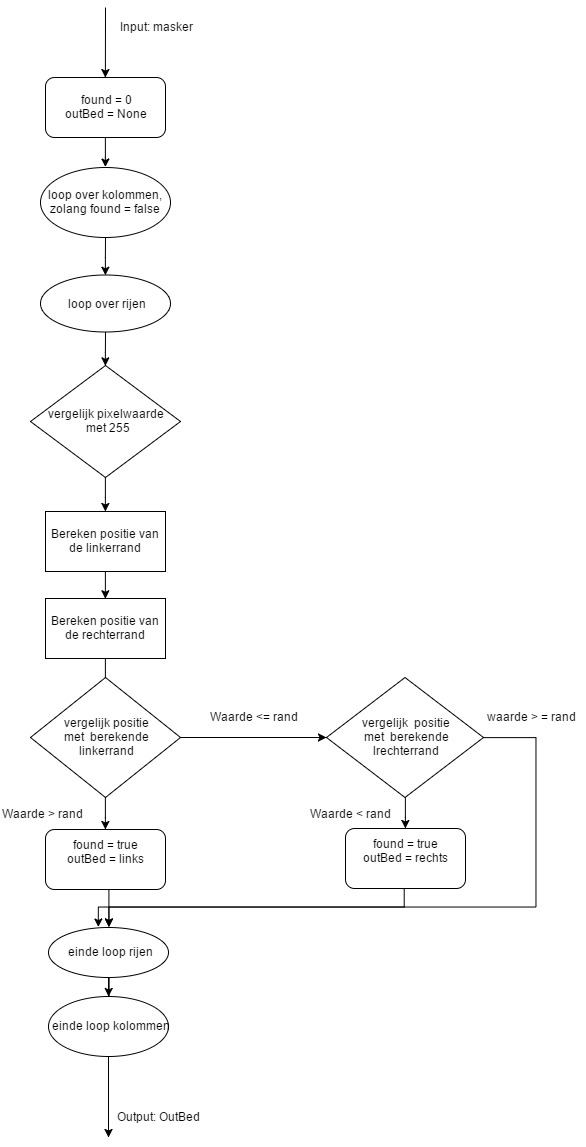 Input: masker
found = 0
outBed = None
loop over kolommen,
zolang found = false
loop over rijen
vergelijk pixelwaarde
met 255
Bereken positie van
de linkerrand
Bereken positie van
de rechterrand
vergelijk positie
met berekende
linkerrand
Waarde <= rand
vergelijk positie
met berekende
lrechterrand
waarde > = rand
Waarde > rand
Waarde < rand
found = true
outBed = links
found = true
outBed = rechts
einde loop rijen
einde loop kolommen
Output: OutBed